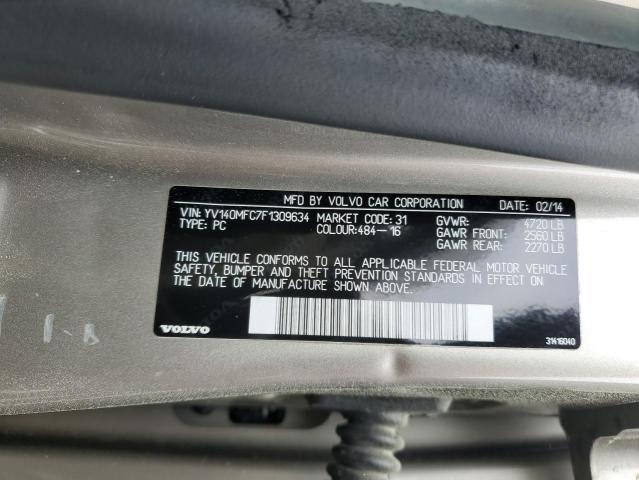 MFD BY VOLVO CAR CORPORATION DATE: 02/14
VIN: YV140MFC7F1309634 MARKET CODE: 31 GVWR: 4720 LB
TYPE: PC COLOUR:484-16 GAWR FRONT: 2560 LB
GAWR REAR: 2270 LB
THIS VEHICLE CONFORMS TO ALL APPLICABLE FEDERAL MOTOR VEHICLE
SAFETY, BUMPER AND THEFT PREVENTION STANDARDS IN EFFECT ON
THE DATE OF MANUFACTURE SHOWN ABOVE.
VOLVO 31416040